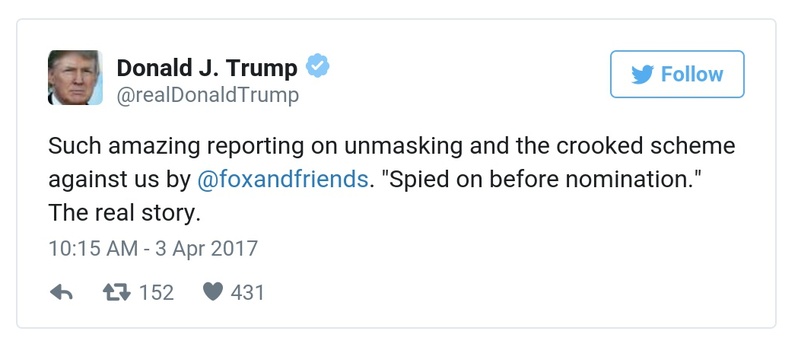 Donald J. Trump
@realDonaldTrump
Follow
Such amazing reporting on unmasking and the crooked scheme
against us by @foxandfriends. "Spied on before nomination."
The real story.
10:15 AM - 3 Apr 2017
152 431